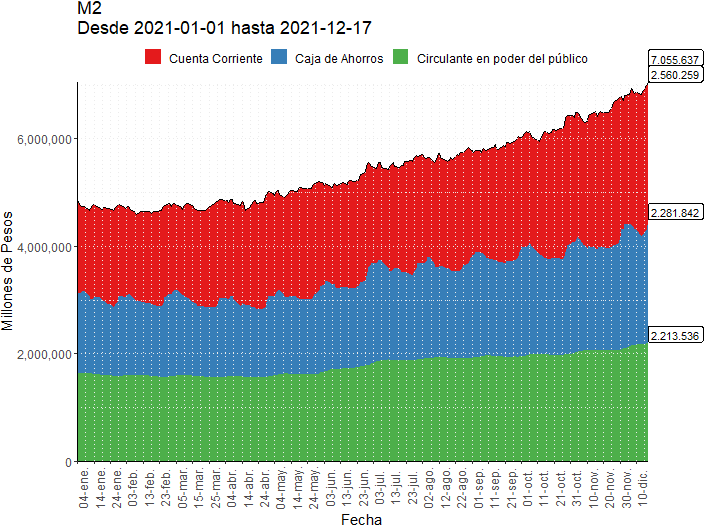 M2
Desde 2021-01-01 hasta 2021-12-17
Cuenta Corriente
Caja de Ahorros
Circulante en poder del público
7.055.637
2.560.259
2.281.842
2.213.536
Millones de Pesos
6,000,000
4,000,000
2,000,000
0
04-ene.
14-ene.
24-ene.
03-feb.
13-feb.
23-feb.
05-mar.
15-mar.
25-mar.
04-abr.
14-abr.
24-abr.
04-may.
14-may.
24-may.
03-jun.
13-jun.
23-jun.
03-jul.
13-jul.
23-jul.
02-ago.
12-ago.
22-ago.
01-sep.
11-sep.
21-sep.
01-oct.
11-oct.
21-oct.
31-oct.
10-nov.
20-nov.
30-nov.
10-dic.
Fecha